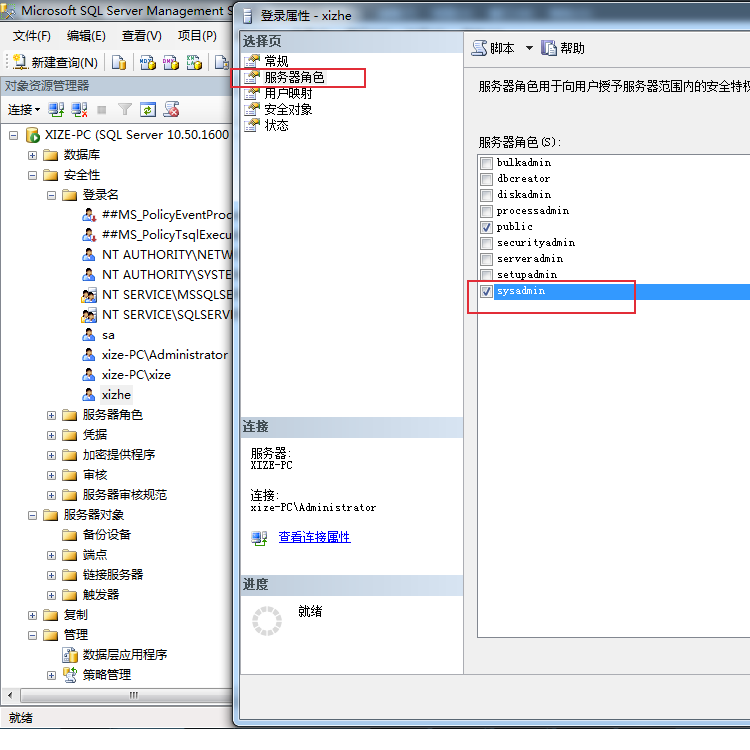 Microsoft SQL Server Management S
文件(F) 编辑(E) 查看(V) 项目(P)
新建查询(N)
对象资源管理器
连接
XIZE-PC (SQL Server 10.50.1600
数据库
安全性
登录名
##MS_PolicyEventProc
##MS_PolicyTsqlExecu
NT AUTHORITY\NETW
NT AUTHORITY\SYSTE
NT SERVICE\MSSQLSE
NT SERVICE\SQLSERVI
sa
xize-PC\Administrator
xize-PC\xize
xizhe
服务器角色
凭据
加密提供程序
审核
服务器审核规范
服务器对象
备份设备
端点
链接服务器
触发器
复制
管理
数据层应用程序
策略管理
就绪
登录属性 - xizhe
选择页
常规
服务器角色
用户映射
安全对象
状态
连接
服务器:
XIZE-PC
连接:
xize-PC\Administrator
查看连接属性
进度
就绪
脚本 帮助
服务器角色用于向用户授予服务器范围内的安全特权
服务器角色(S):
bulkadmin
dbcreator
diskadmin
processadmin
public
securityadmin
serveradmin
setupadmin
sysadmin